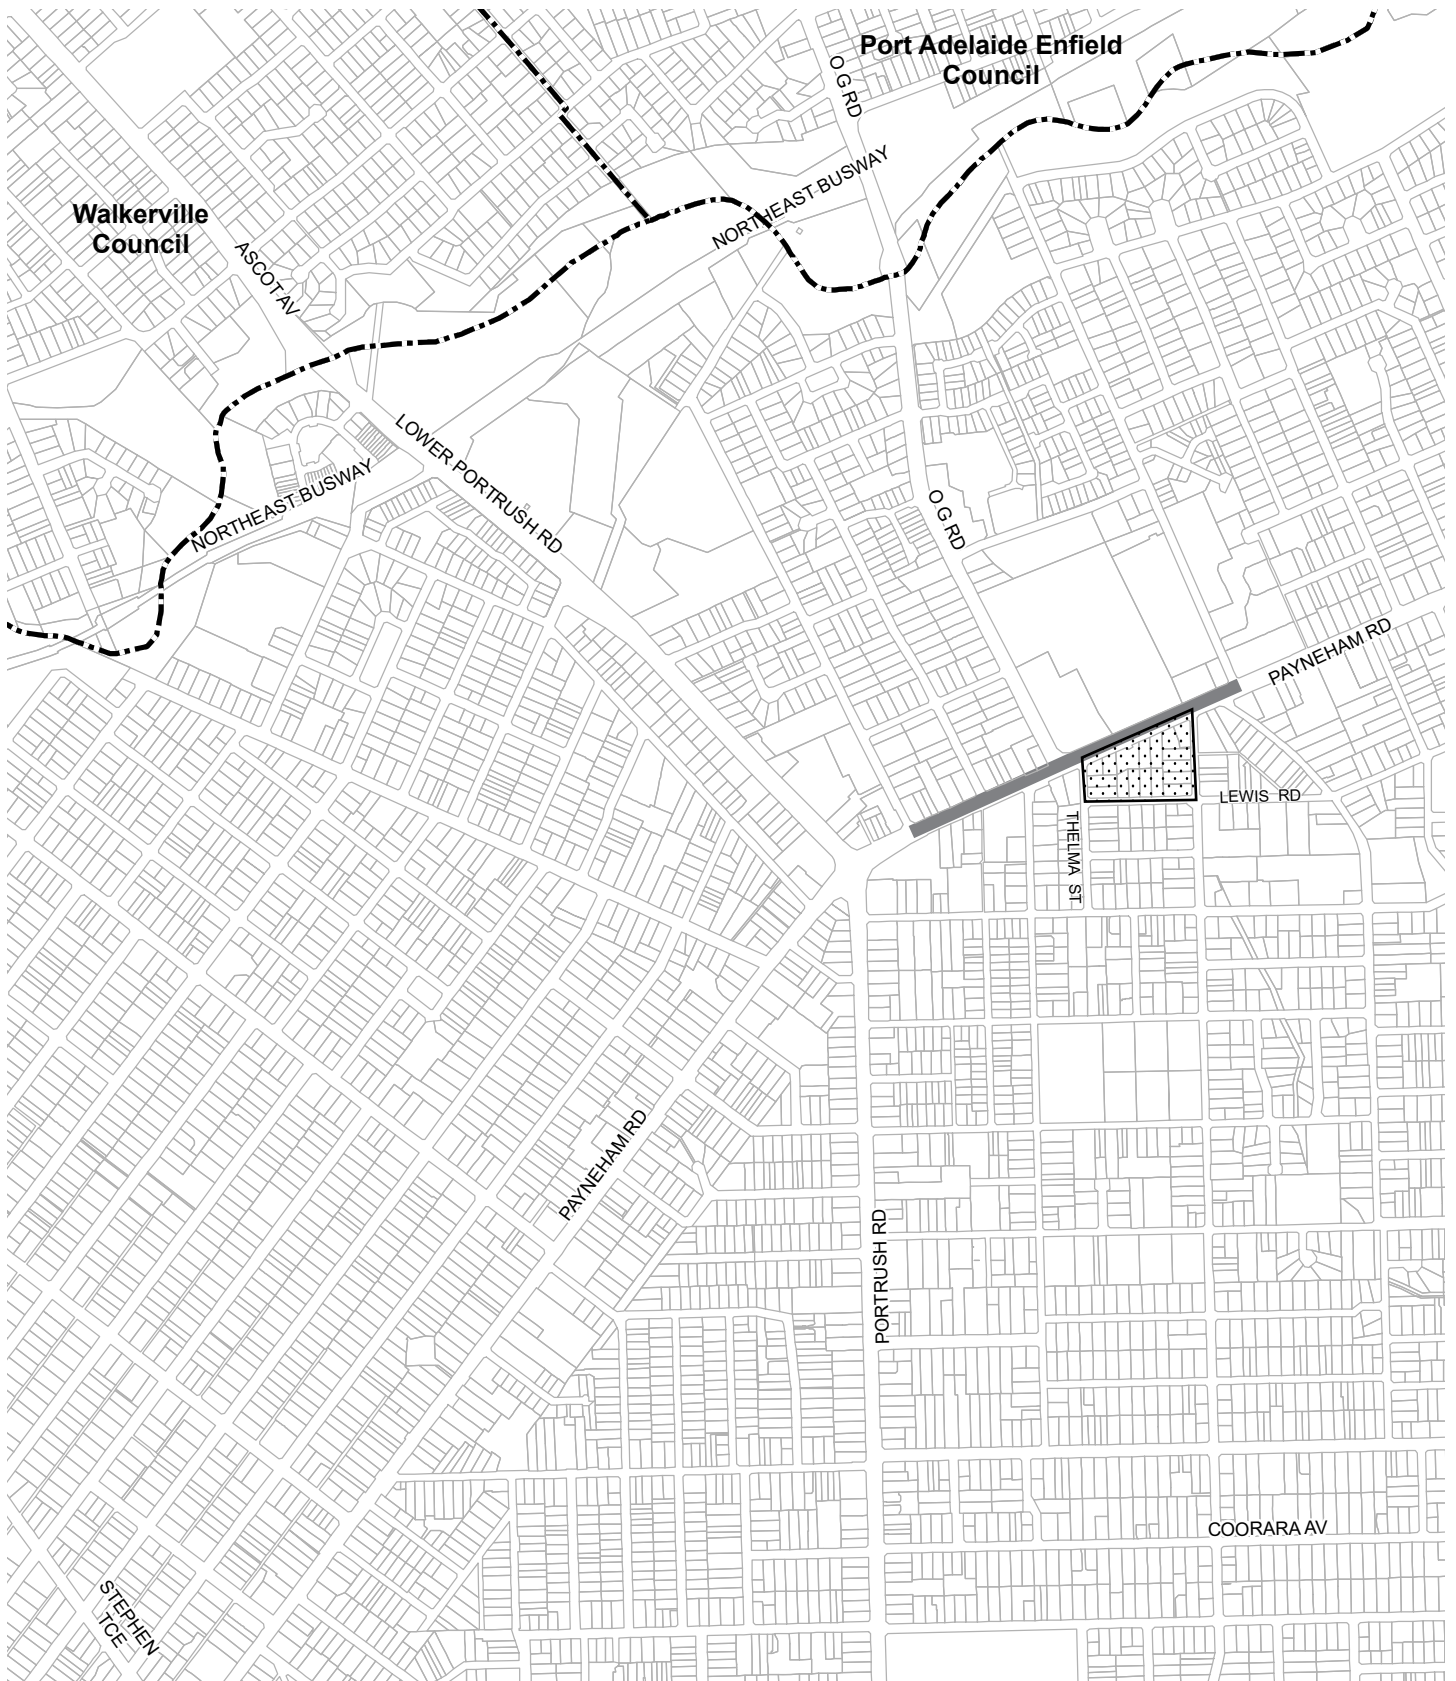 Port Adelaide Enfield
Council
O G RD
NORTHEAST BUSWAY
Walkerville
Council
ASCOT AV
LOWER PORTRUSH RD
NORTHEAST BUSWAY
O G RD
PAYNEHAM RD
LEWIS RD
THELMA ST
PAYNEHAM RD
PORTRUSH RD
COORARA AV
STEPHEN
TCE